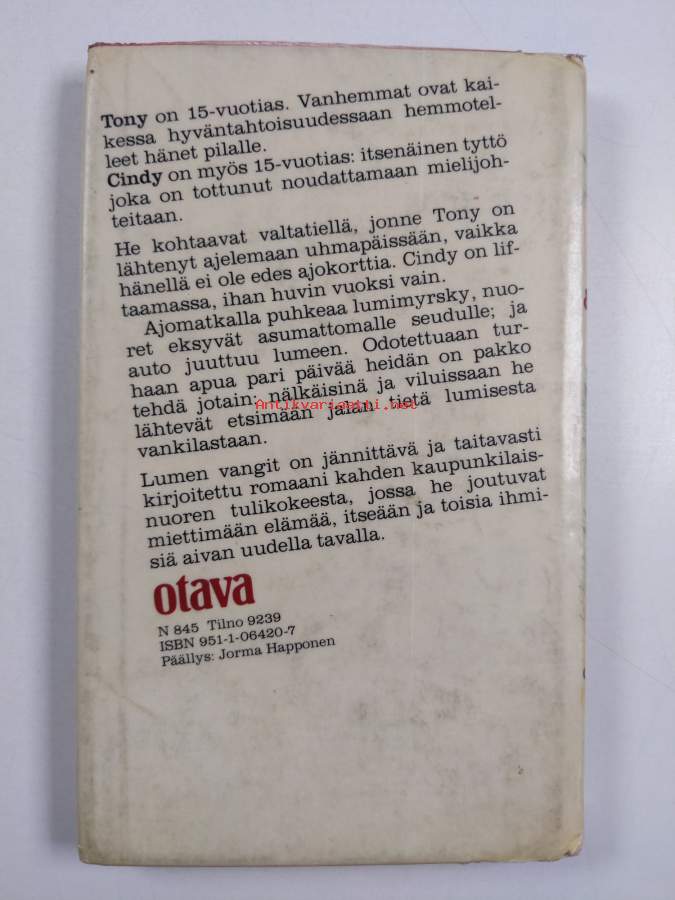 Tony on 15-vuotias. Vanhemmat ovat kai-
kessa hyväntahtoisuudessaan hemmotel-
leet hänet pilalle.
Cindy on myös 15-vuotias: itsenäinen tyttö
joka on tottunut noudattamaan mielijoh-
teitaan.
He kohtaavat valtatiellä, jonne Tony on
lähtenyt ajelemaan uhmapäissään, vaikka
hänellä ei ole edes ajokorttia. Cindy on lif-
taamassa, ihan huvin vuoksi vain.
Ajomatkalla puhkeaa lumimyrsky, nuo-
ret eksyvät asumattomalle seudulle; ja
auto juuttuu lumeen. Odotettuaan tur-
haan apua pari päivää heidän on pakko
tehdä jotain: nälkäisinä ja viluissaan he
Antikvariaatti.net
lähtevät etsimään jalan tietä lumisesta
vankilastaan.
Lumen vangit on jännittävä ja taitavasti
kirjoitettu romaani kahden kaupunkilais-
nuoren tulikokeesta, jossa he joutuvat
miettimään elämää, itseään ja toisia ihmi-
siä aivan uudella tavalla.
otava
N 845 Tilno 9239
ISBN 951-1-06420-7
Päällys: Jorma Happonen